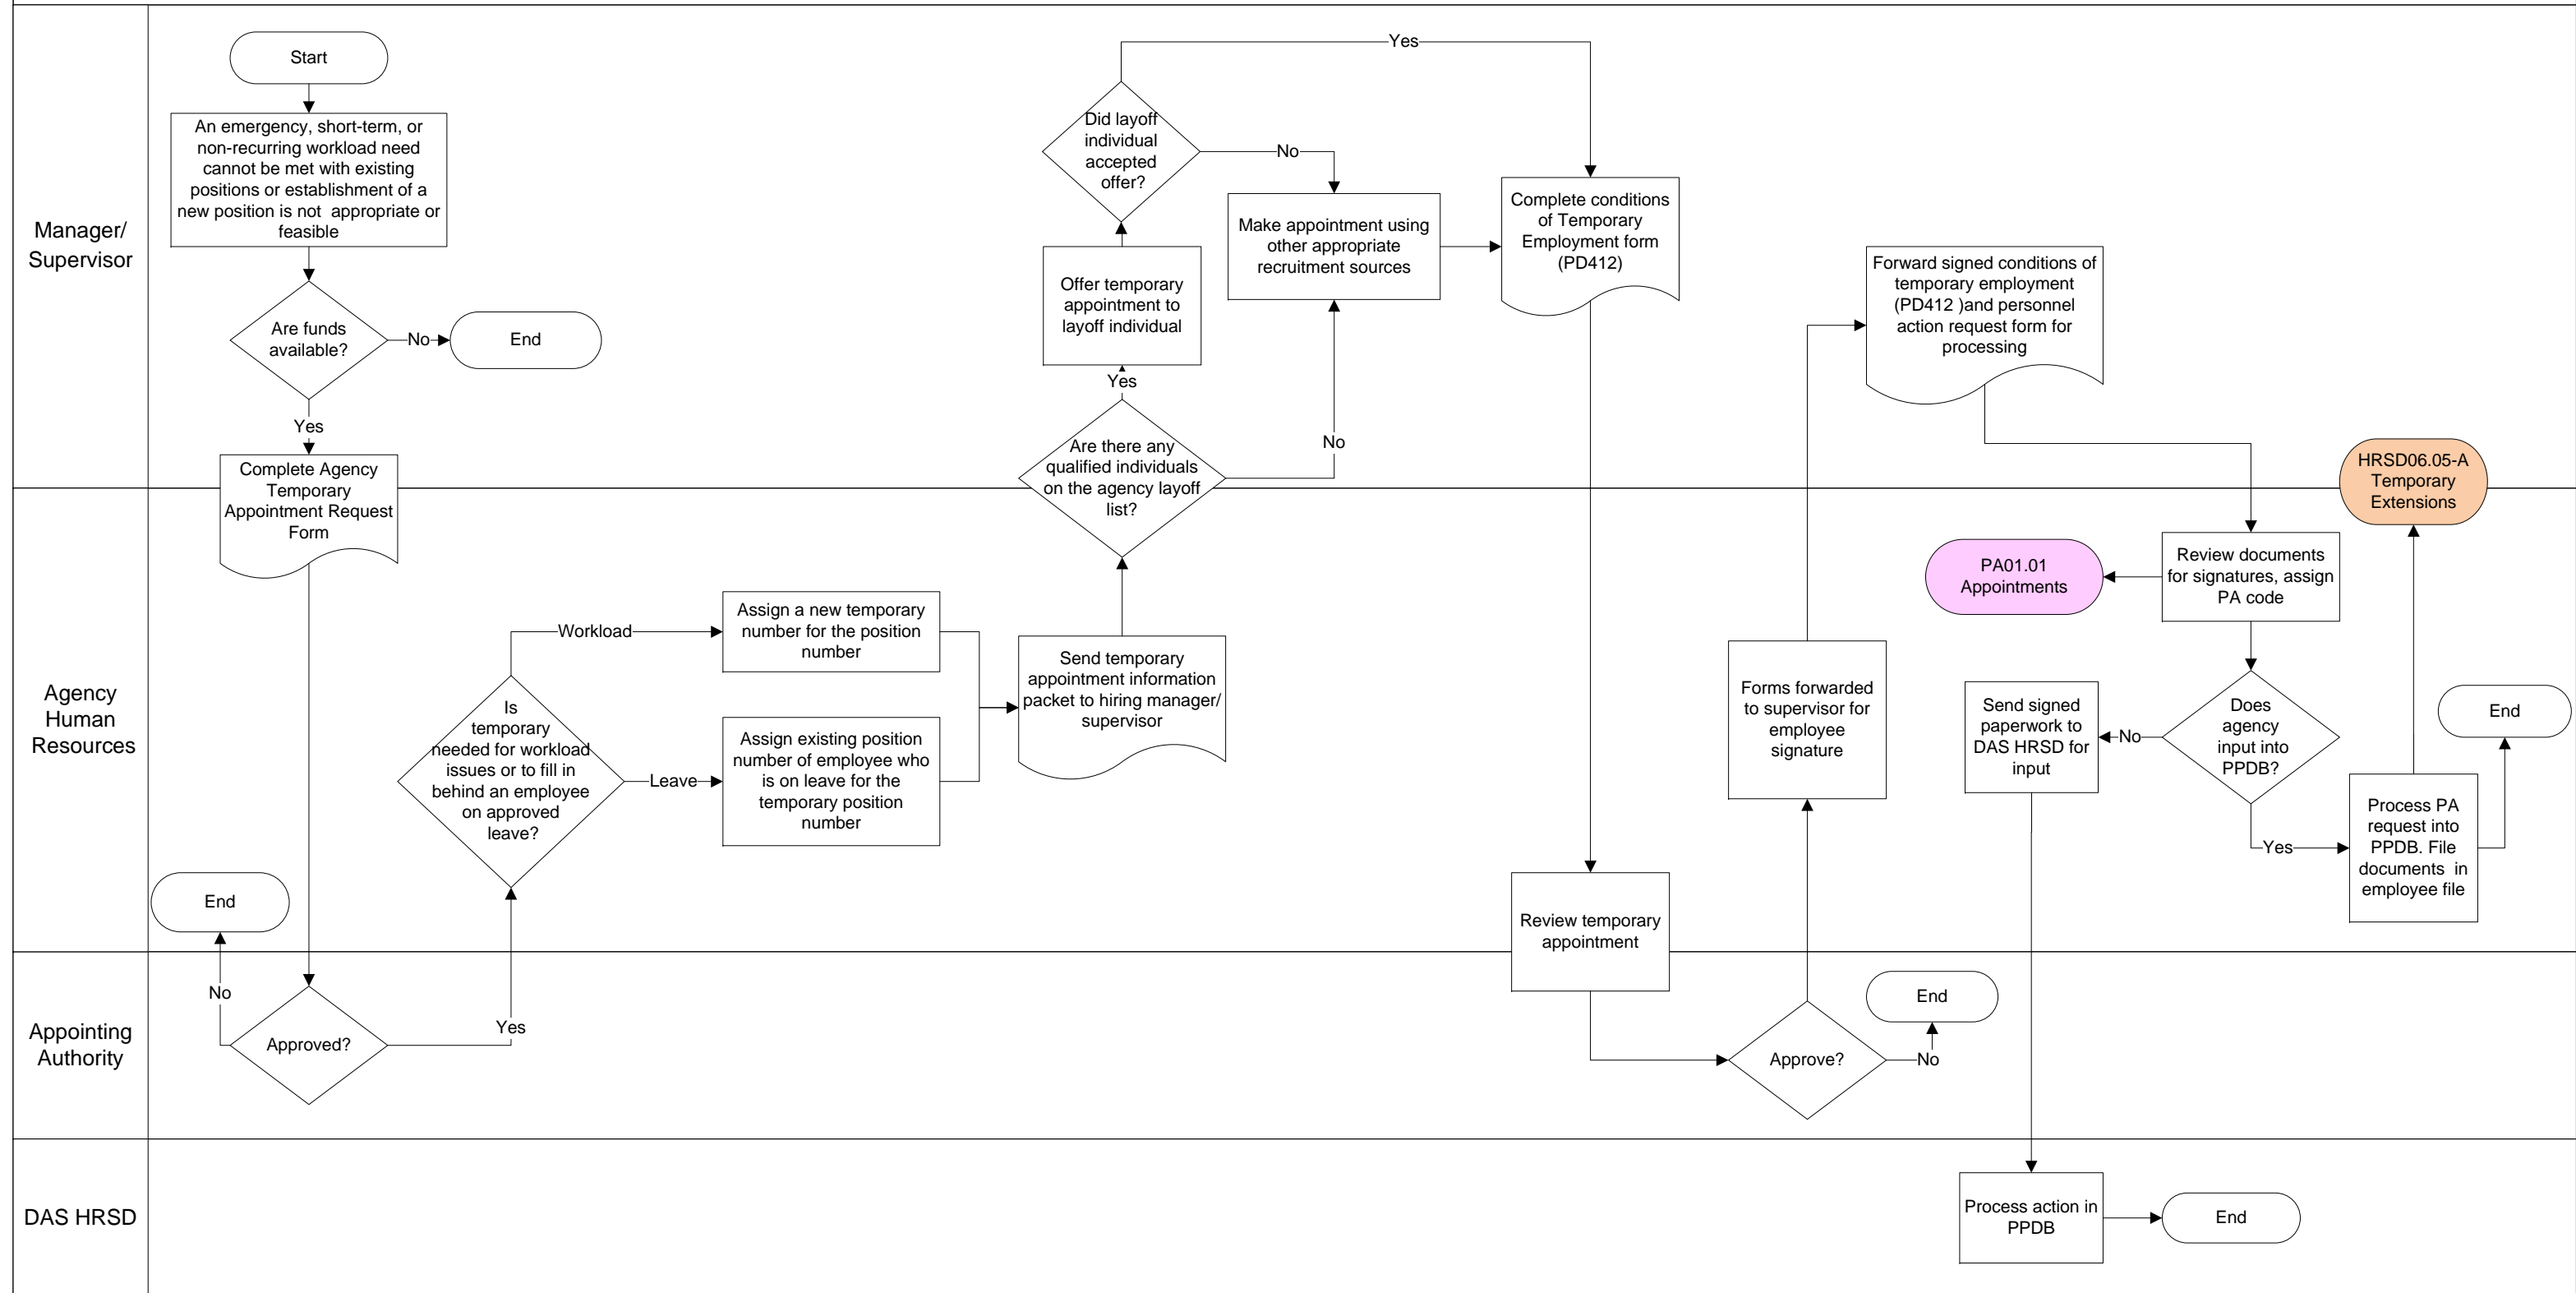 Manager/
Supervisor
Start
An emergency, short-term, or
non-recurring workload need
cannot be met with existing
positions or establishment of a
new position is not  appropriate or
feasible
Are funds
available?
No
End
Yes
Complete Agency
Temporary
Appointment Request
Form
Yes
Did layoff
individual
accepted
offer?
No
Offer temporary
appointment to
layoff individual
Yes
Are there any
qualified individuals
on the agency layoff
list?
No
Make appointment using
other appropriate
recruitment sources
Complete conditions
of Temporary
Employment form
(PD412)
Forward signed conditions of
temporary employment
(PD412 )and personnel
action request form for
processing
HRSD06.05-A
Temporary
Extensions
Agency
Human
Resources
End
Is
temporary
needed for workload
issues or to fill in
behind an employee
on approved
leave?
Workload
Leave
Assign a new temporary
number for the position
number
Assign existing position
number of employee who
is on leave for the
temporary position
number
Send temporary
appointment information
packet to hiring manager/
supervisor
Review temporary
appointment
Forms forwarded
to supervisor for
employee
signature
PA01.01
Appointments
Review documents
for signatures, assign
PA code
Send signed
paperwork to
DAS HRSD for
input
No
Does
agency
input into
PPDB?
Yes
Process PA
request into
PPDB. File
documents  in
employee file
End
Appointing
Authority
No
Approved?
Yes
Approve?
No
End
DAS HRSD
Process action in
PPDB
End